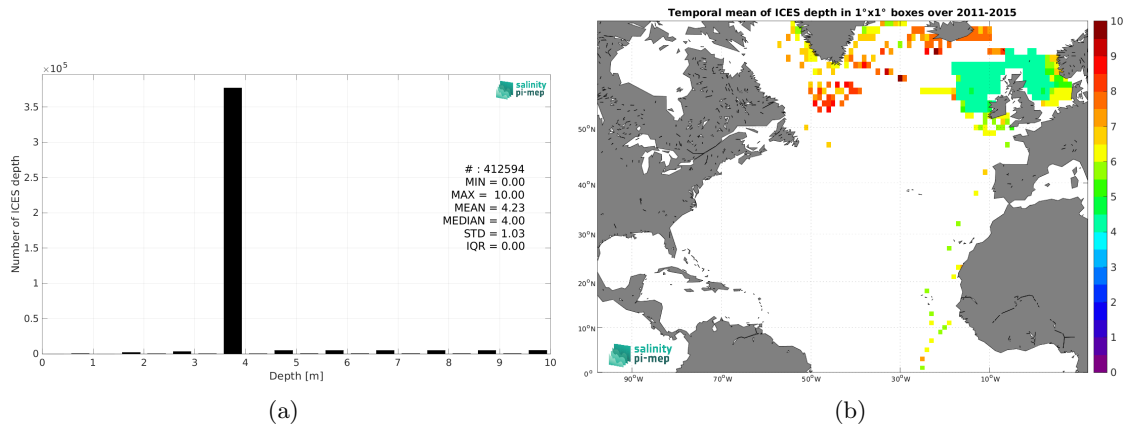 ×10⁵
3.5
3
2.5
2
1.5
1
0.5
0
Number of ICES depth
salinity
pi-mep
# : 412594
MIN = 0.00
MAX = 10.00
MEAN = 4.23
MEDIAN = 4.00
STD = 1.03
IQR = 0.00
1 2 3 4 5 6 7 8 9 10
Depth [m]
(a)
Temporal mean of ICES depth in 1°x1° boxes over 2011-2015
50°N
40°N
30°N
20°N
10°N
0°
90°W 70°W 50°W 30°W 10°W
salinity
pi-mep
10
9
8
7
6
5
4
3
2
1
0
(b)